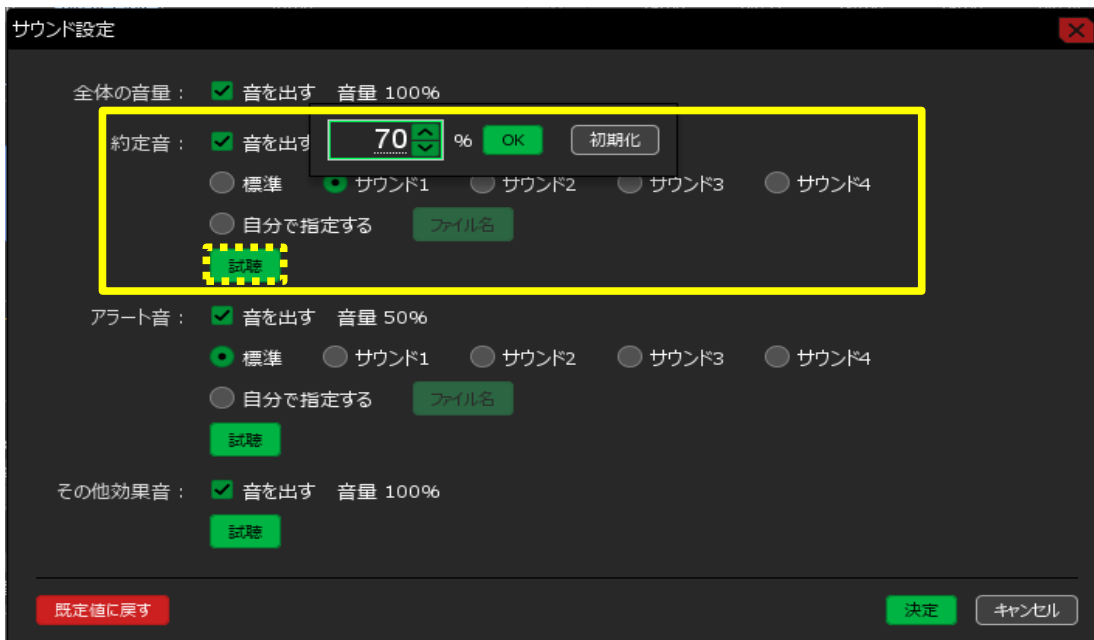 サウンド設定
全体の音量： 音を出す 音量 100%
約定音： 音を出す 70 % OK 初期化
標準 サウンド1 サウンド2 サウンド3 サウンド4
自分で指定する ファイル名
試聴
アラート音： 音を出す 音量 50%
標準 サウンド1 サウンド2 サウンド3 サウンド4
自分で指定する ファイル名
試聴
その他効果音： 音を出す 音量 100%
試聴
既定値に戻す 決定 キャンセル